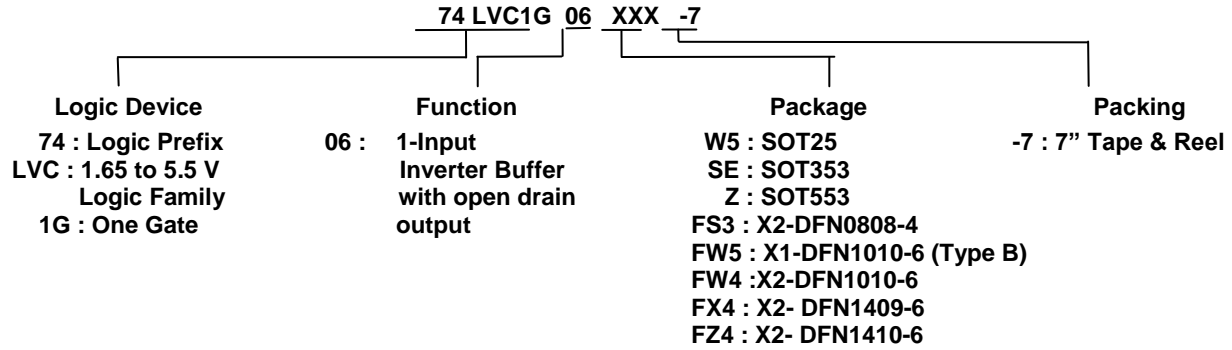 74 LVC1G 06 XXX -7
Logic Device Function Package Packing
74 : Logic Prefix 06 : 1-Input W5 : SOT25 -7 : 7” Tape & Reel
LVC : 1.65 to 5.5 V Inverter Buffer SE : SOT353
Logic Family with open drain Z : SOT553
1G : One Gate output FS3 : X2-DFN0808-4
FW5 : X1-DFN1010-6 (Type B)
FW4 :X2-DFN1010-6
FX4 : X2- DFN1409-6
FZ4 : X2- DFN1410-6